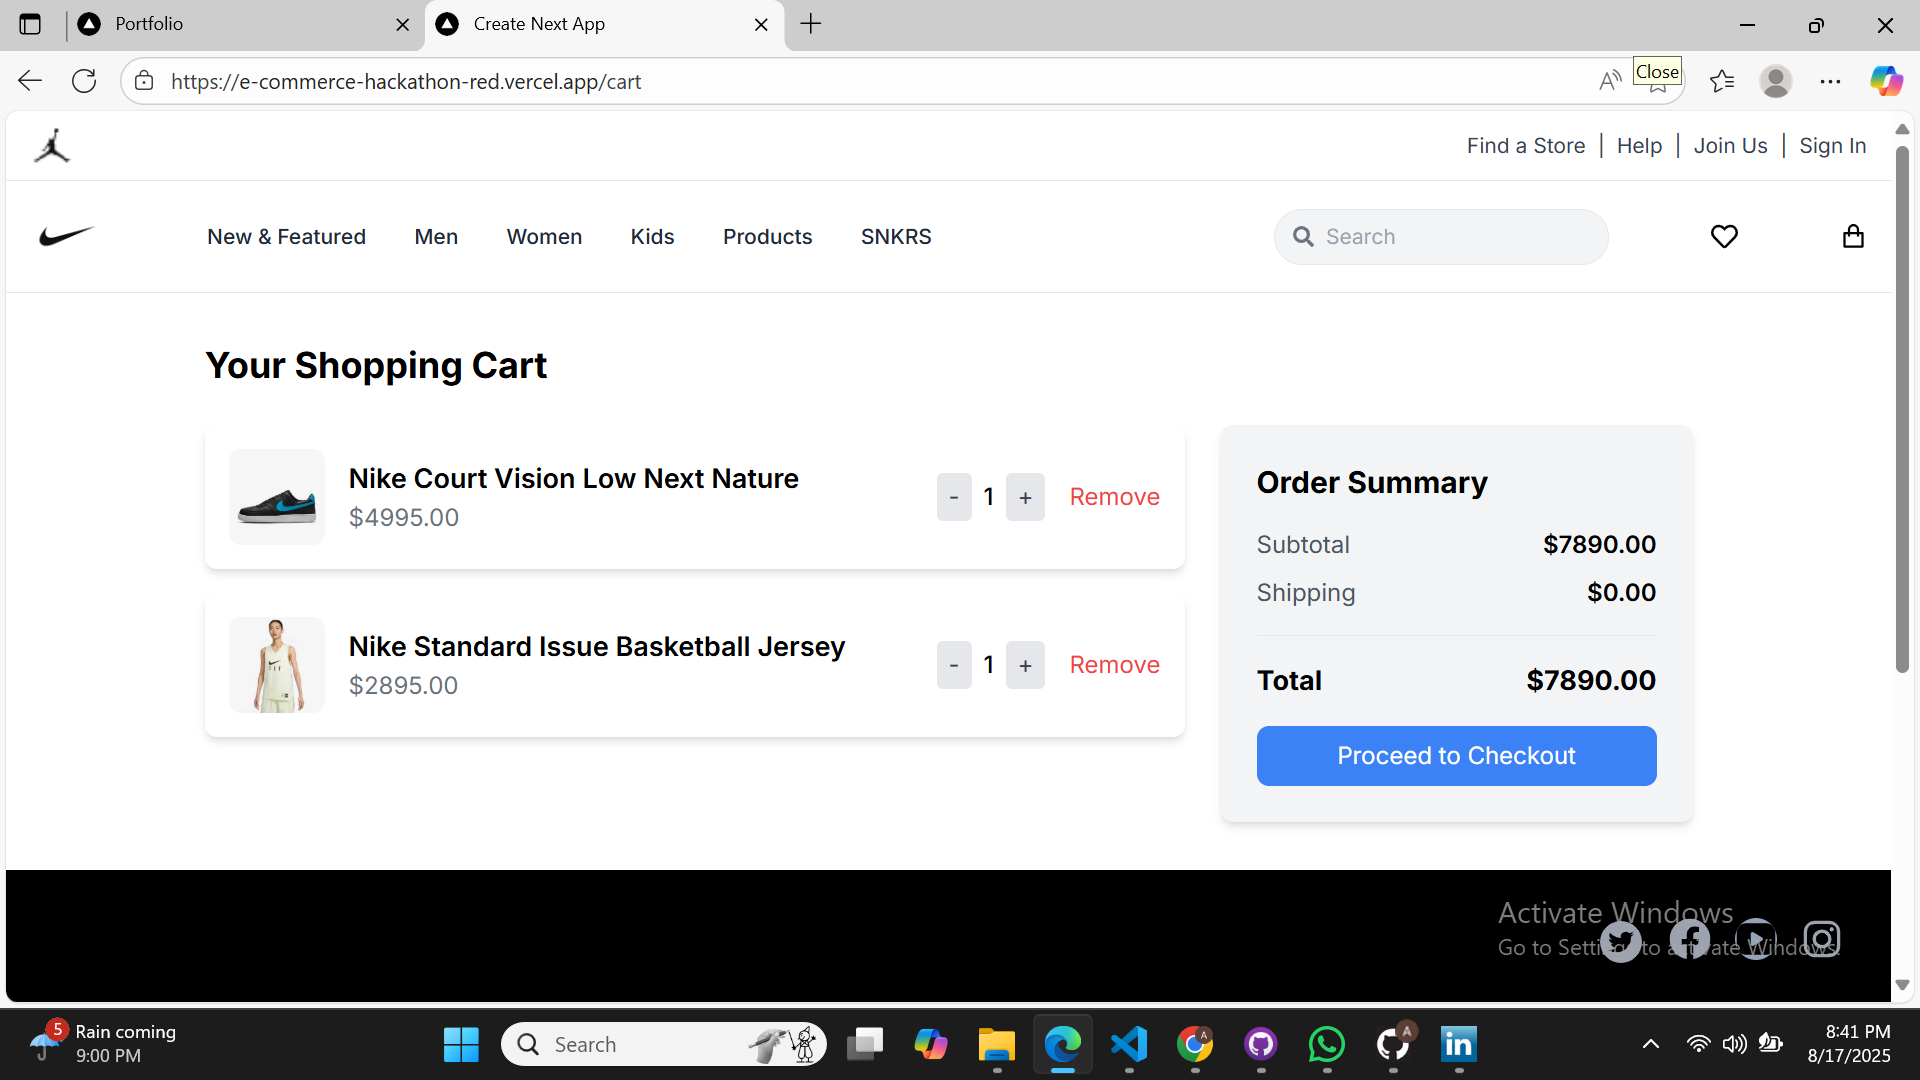 Portfolio
Create Next App
https://e-commerce-hackathon-red.vercel.app/cart
Close
Find a Store | Help | Join Us | Sign In
New & Featured Men Women Kids Products SNKRS Search
Your Shopping Cart
Nike Court Vision Low Next Nature
$4995.00
- 1 + Remove
Nike Standard Issue Basketball Jersey
$2895.00
- 1 + Remove
Order Summary
Subtotal $7890.00
Shipping $0.00
Total $7890.00
Proceed to Checkout
Activate Windows
Go to Settings to activate Windows.
5
Rain coming
9:00 PM
Search
A
A
in
8:41 PM
8/17/2025